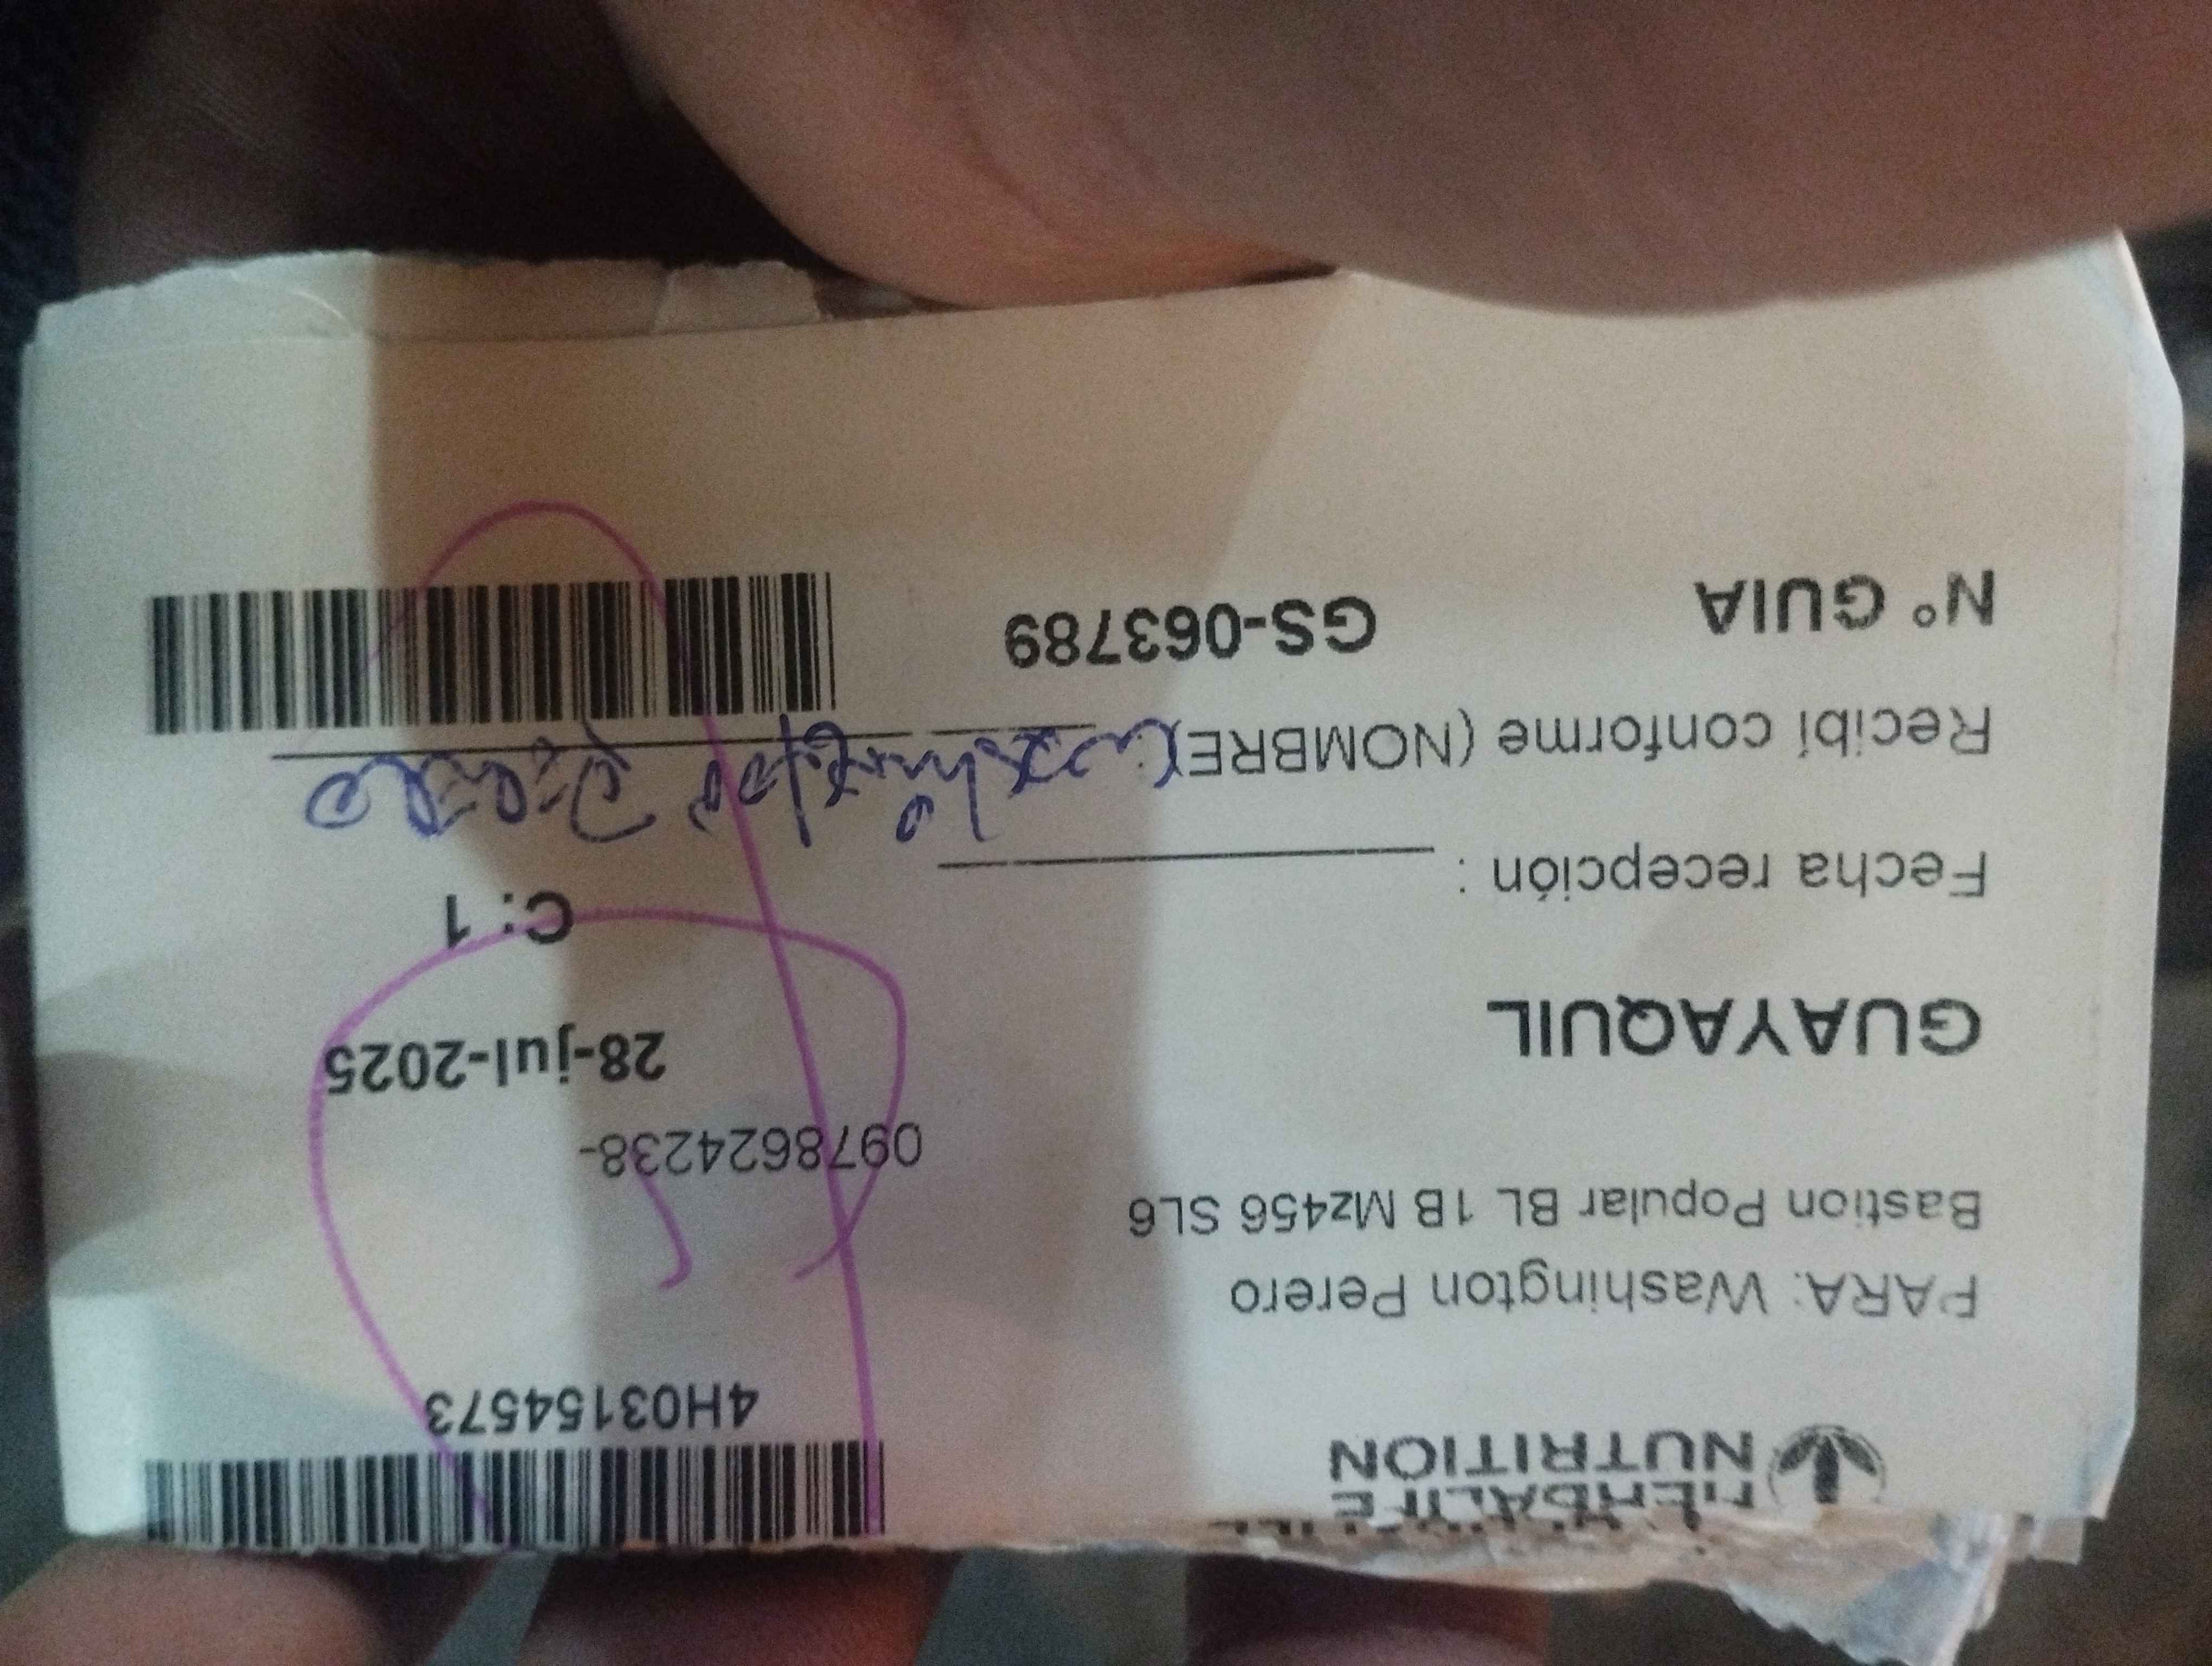 HERBALIFE
NUTRITION
4H03154573
PARA: Washington Perero
Bastion Popular BL 1B Mz456 SL6
0978624238-
28-jul-2025
GUAYAQUIL
C: 1
Fecha recepción :
Recibí conforme (NOMBRE)
N° GUIA GS-063789